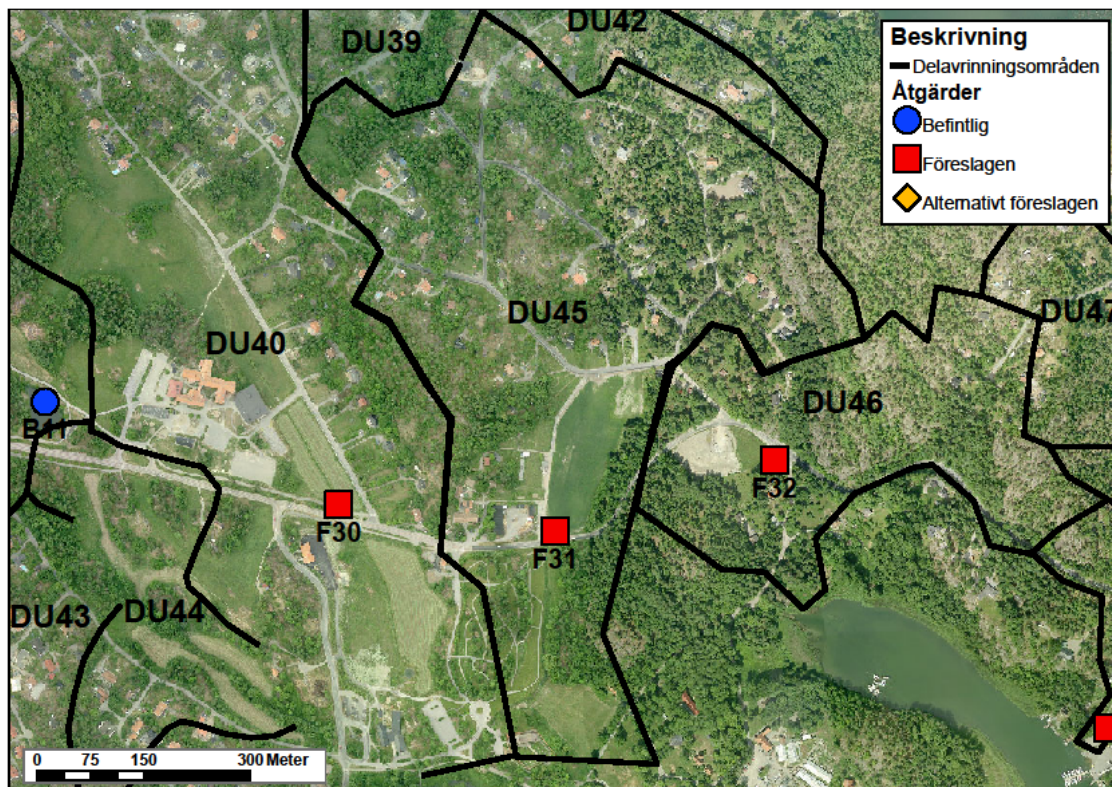 DU39
DU42
Beskrivning
Delavrinningsområden
Åtgärder
Befintlig
Föreslagen
Alternativt föreslagen
DU45
DU47
DU40
DU46
B11
F32
F30
F31
DU43
DU44
0 75 150 300 Meter